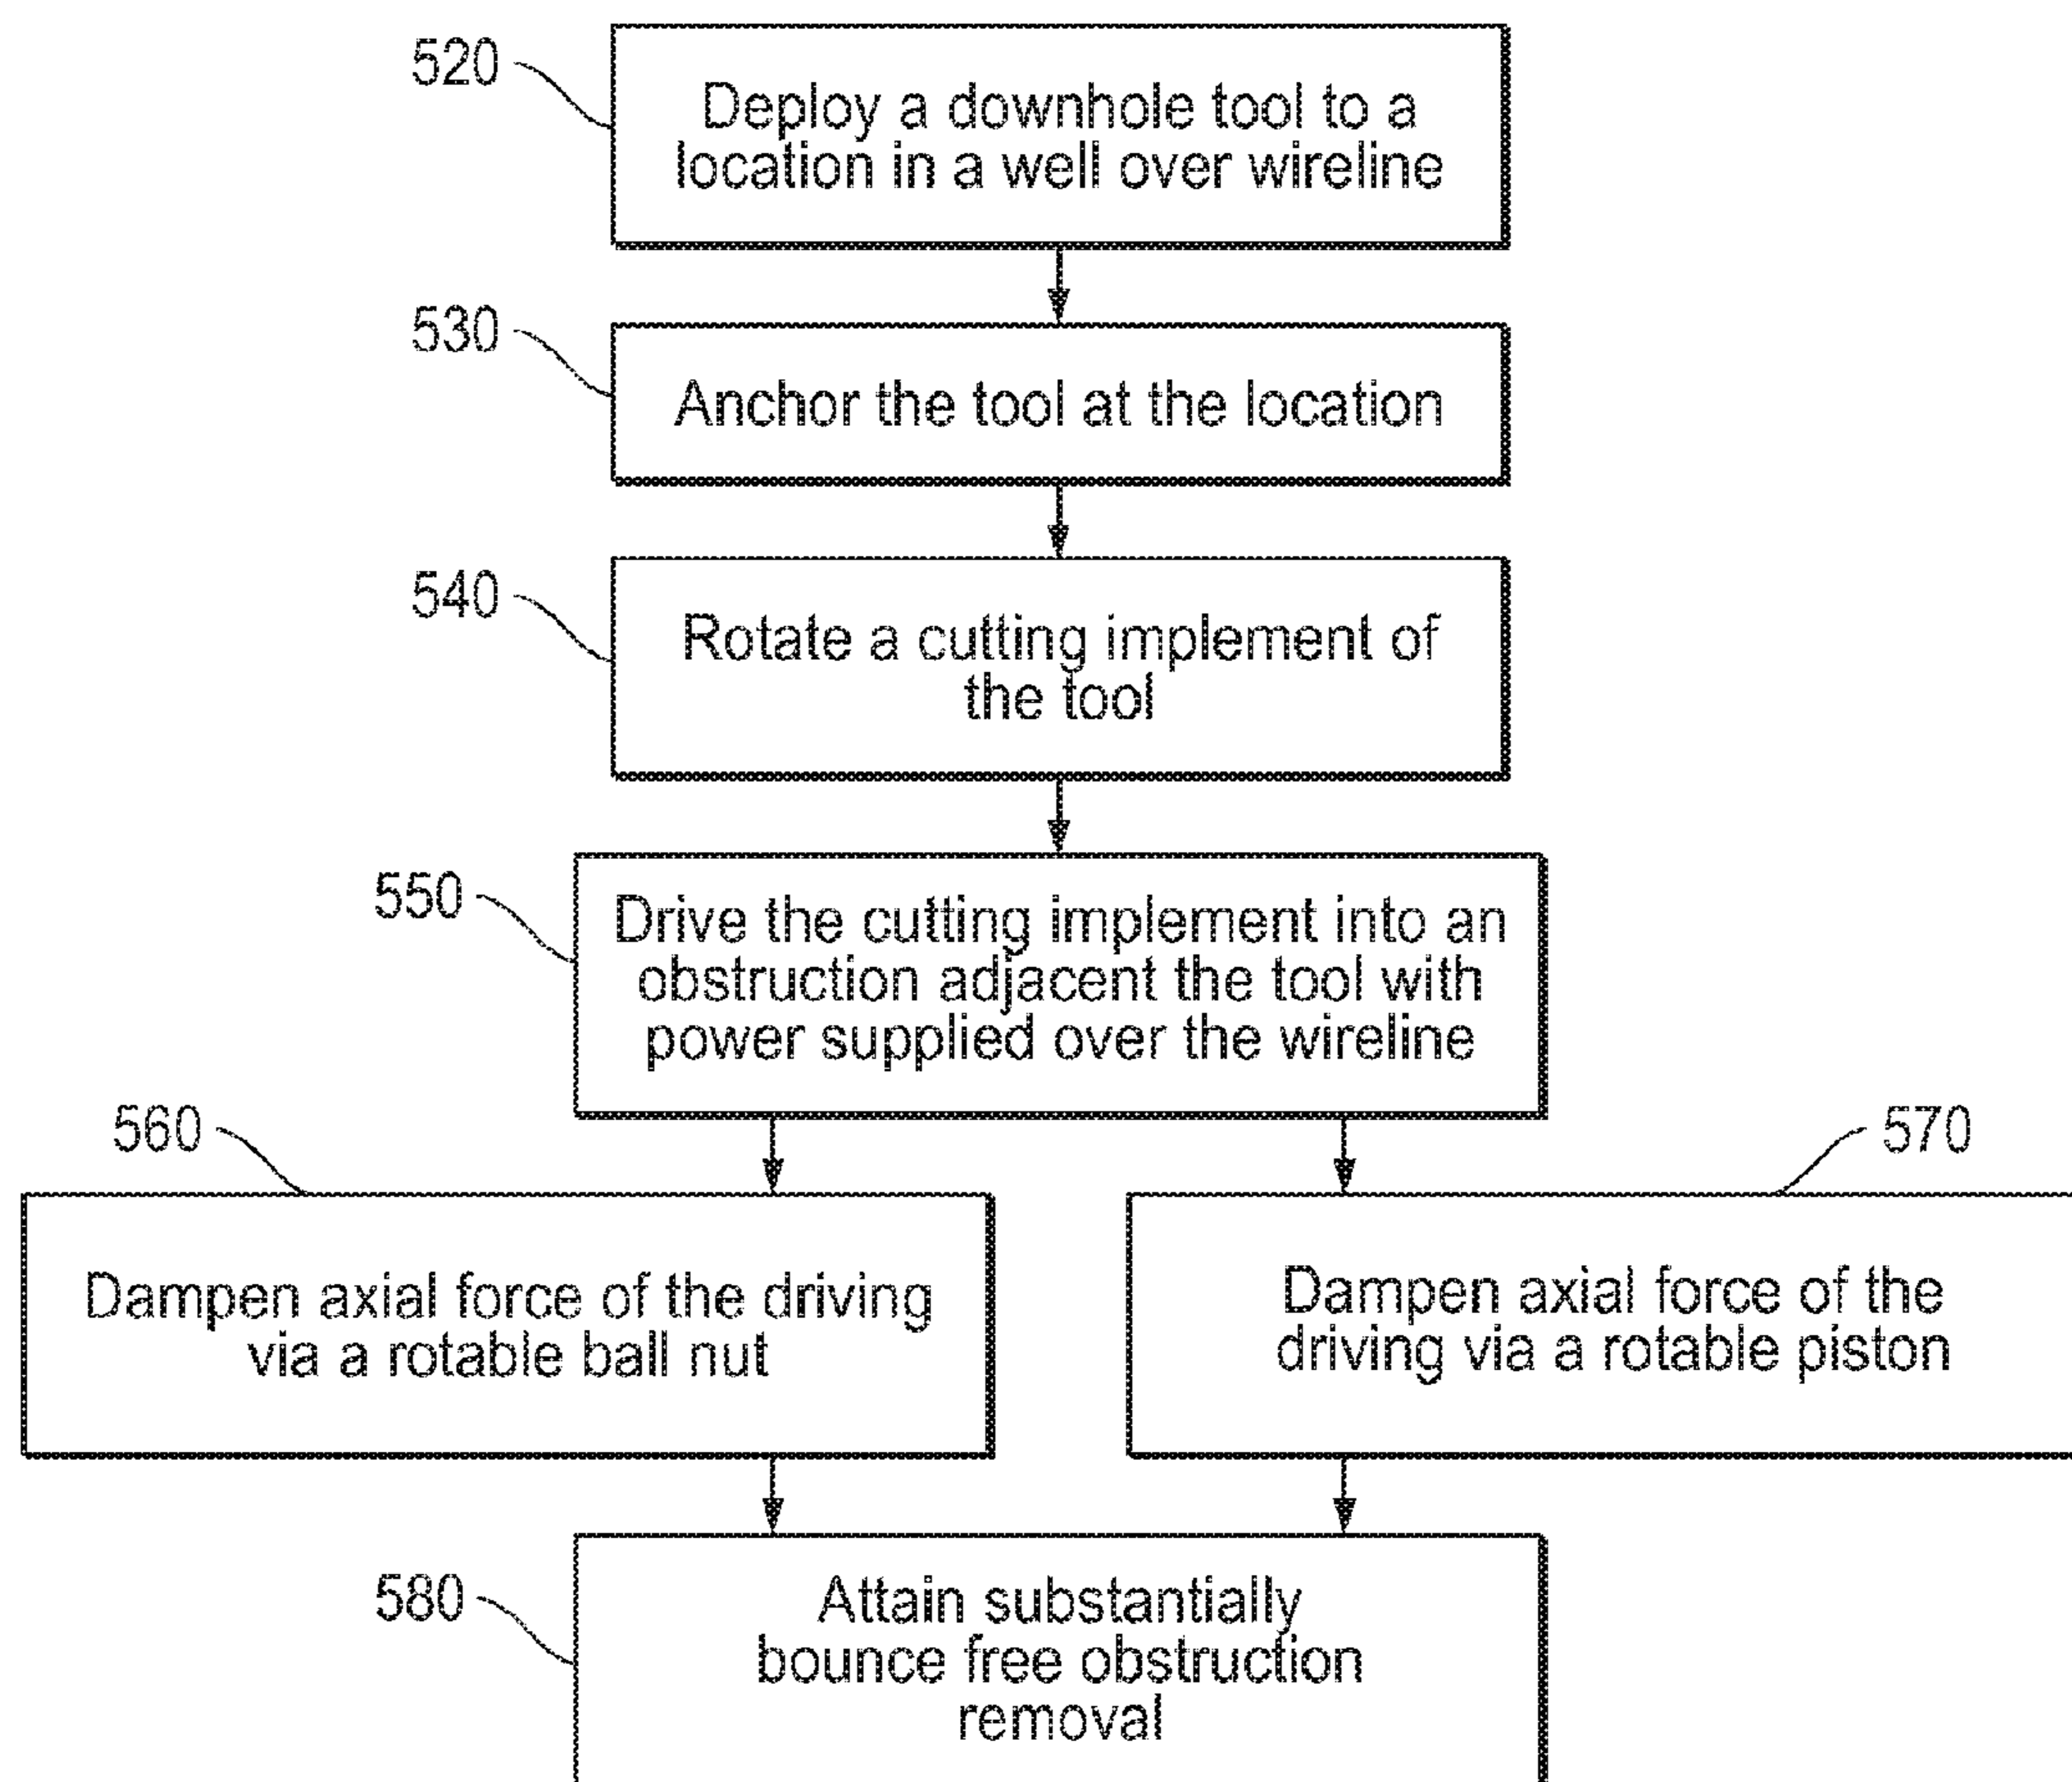 520
Deploy a downhole tool to a
location in a well over wireline
530
Anchor the tool at the location
540
Rotate a cutting implement of
the tool
550
Drive the cutting implement into an
obstruction adjacent the tool with
power supplied over the wireline
560
Dampen axial force of the driving
via a rotable ball nut
570
Dampen axial force of the
driving via a rotable piston
580
Attain substantially
bounce free obstruction
removal